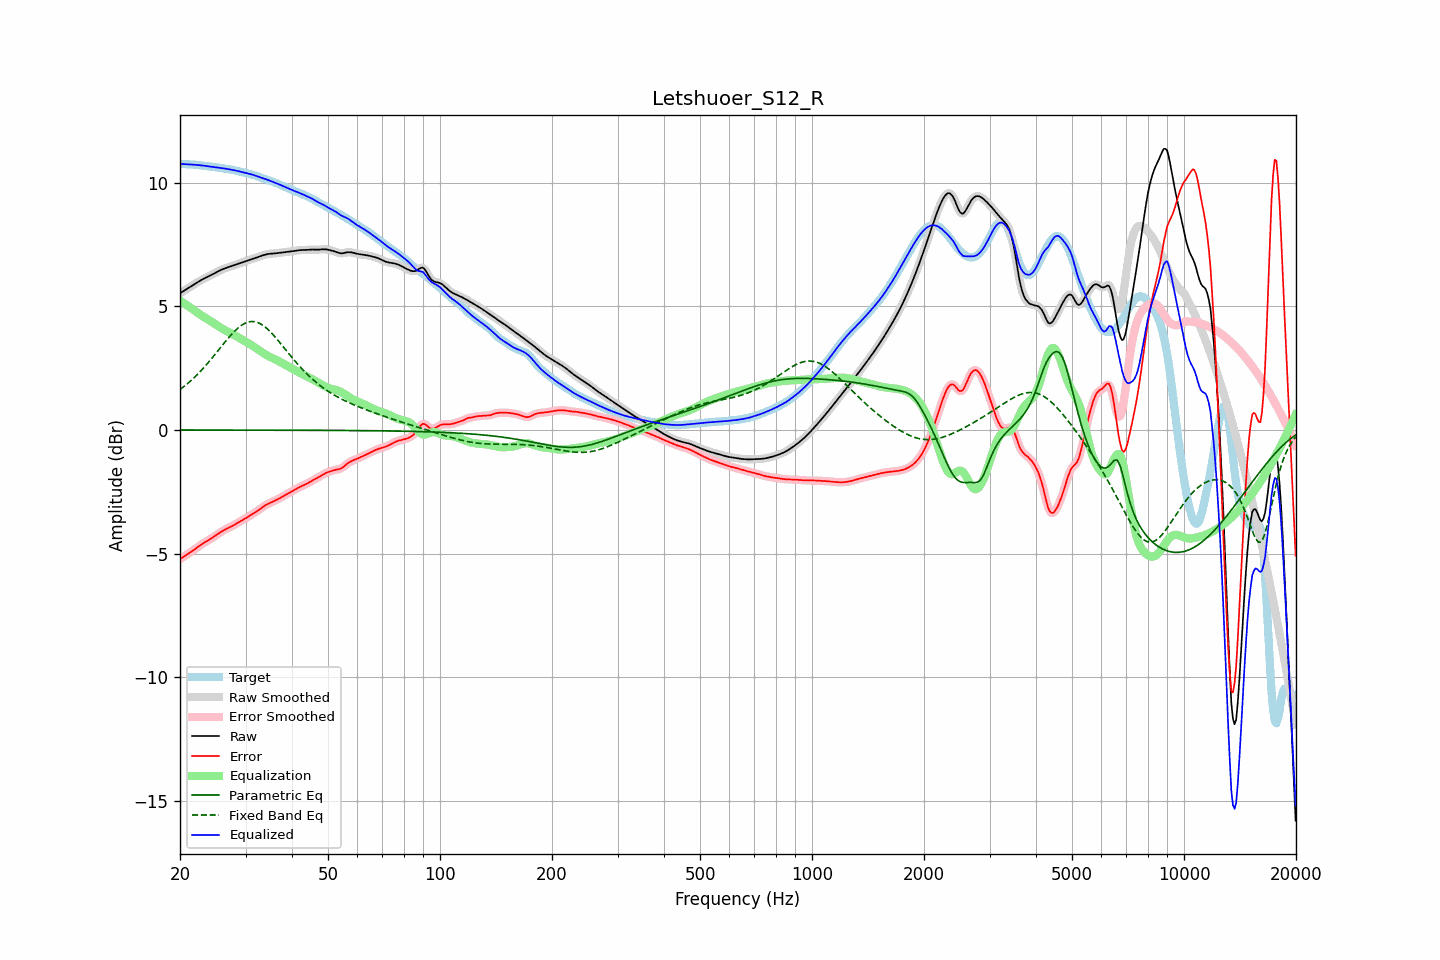 Letshuoer_S12_R
Amplitude (dBr)
10
5
0
−5
−10
−15
Target
Raw Smoothed
Error Smoothed
Raw
Error
Equalization
Parametric Eq
Fixed Band Eq
Equalized
20 50 100 200 500 1000 2000 5000 10000 20000
Frequency (Hz)